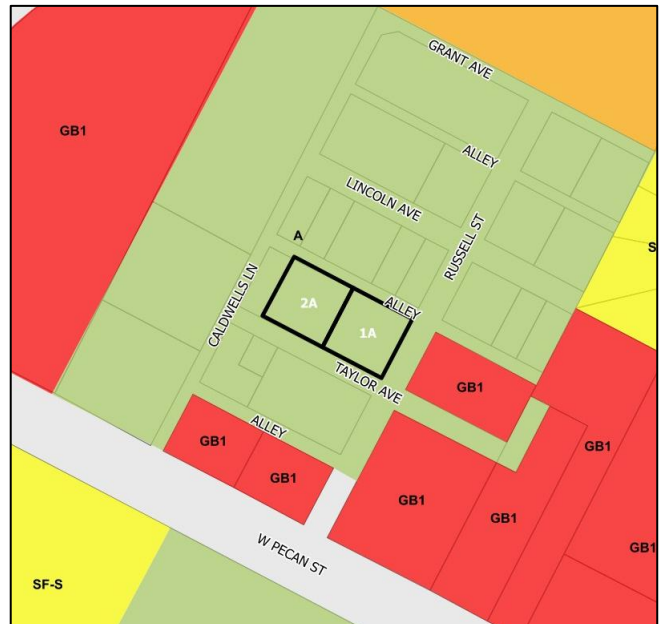 GRANT AVE
GB1
ALLEY
LINCOLN AVE
A
RUSSELL ST
S
CALDWELLS LN
2A
ALLEY
1A
TAYLOR AVE
GB1
ALLEY
GB1
GB1
GB1
GB1
GB1
GB1
W PECAN ST
SF-S